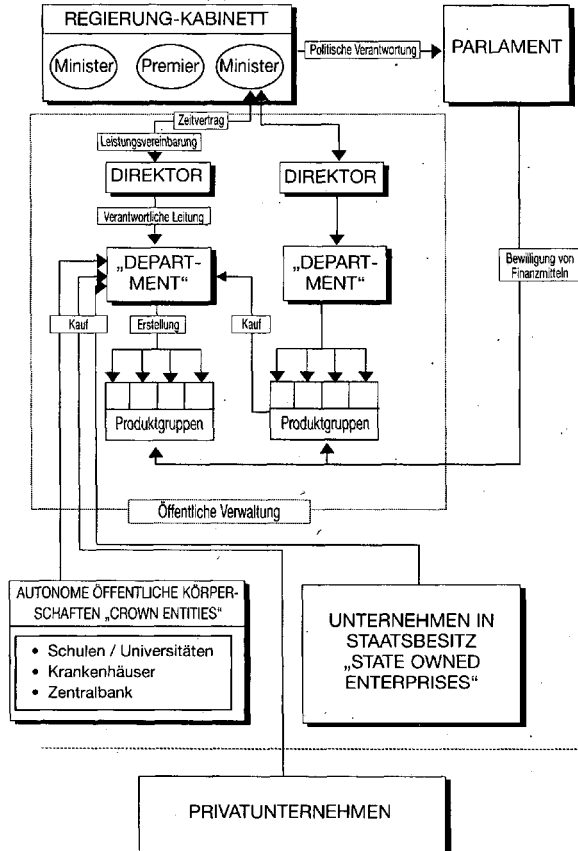 REGIERUNG-KABINETT
Minister
Premier
Minister
Politische Verantwortung
PARLAMENT
Zeitvertrag
Leistungsvereinbarung
DIREKTOR
DIREKTOR
Verantwortliche Leitung
„DEPART-
MENT“
„DEPART-
MENT“
Bewilligung von
Finanzmitteln
Kauf
Erstellung
Kauf
Produktgruppen
Produktgruppen
Öffentliche Verwaltung
AUTONOME ÖFFENTLICHE KÖRPER-
SCHAFTEN „CROWN ENTITIES“
• Schulen / Universitäten
• Krankenhäuser
• Zentralbank
UNTERNEHMEN IN
STAATSBESITZ
„STATE OWNED
ENTERPRISES“
PRIVATUNTERNEHMEN